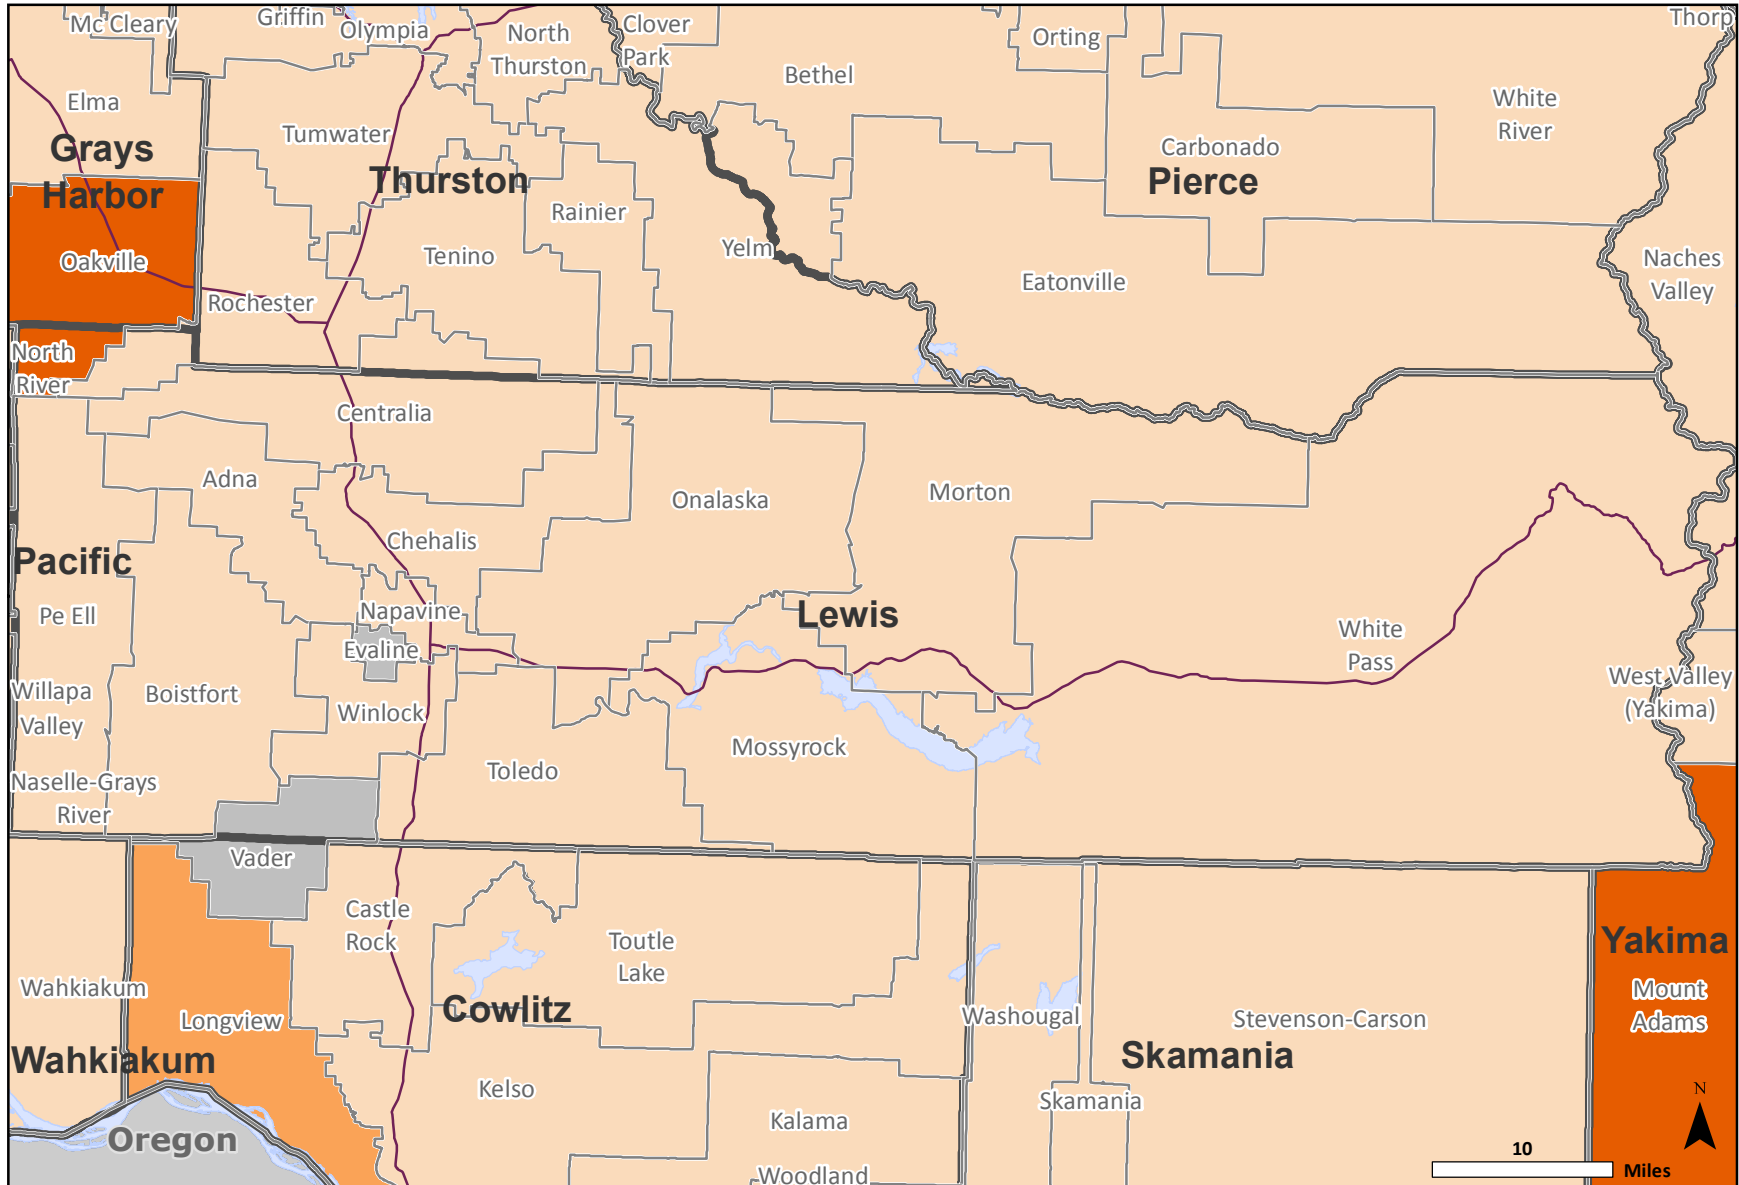 Mc Cleary
Griffin
Olympia
North
Thurston
Clover
Park
Bethel
Orting
Thorp
Elma
Tumwater
White
River
Carbonado
Grays
Harbor
Thurston
Pierce
Rainier
Oakville
Tenino
Yelm
Eatonville
Naches
Valley
Rochester
North
River
Centralia
Adna
Onalaska
Morton
Chehalis
Pacific
Pe Ell
Napavine
Lewis
Evaline
White
Pass
Willapa
Valley
Boistfort
Winlock
West Valley
(Yakima)
Mossyrock
Toledo
Naselle-Grays
River
Vader
Castle
Rock
Toutle
Lake
Yakima
Wahkiakum
Longview
Cowlitz
Washougal
Stevenson-Carson
Mount
Adams
Wahkiakum
Skamania
Kelso
Skamania
Kalama
Oregon
Woodland
N
10
Miles